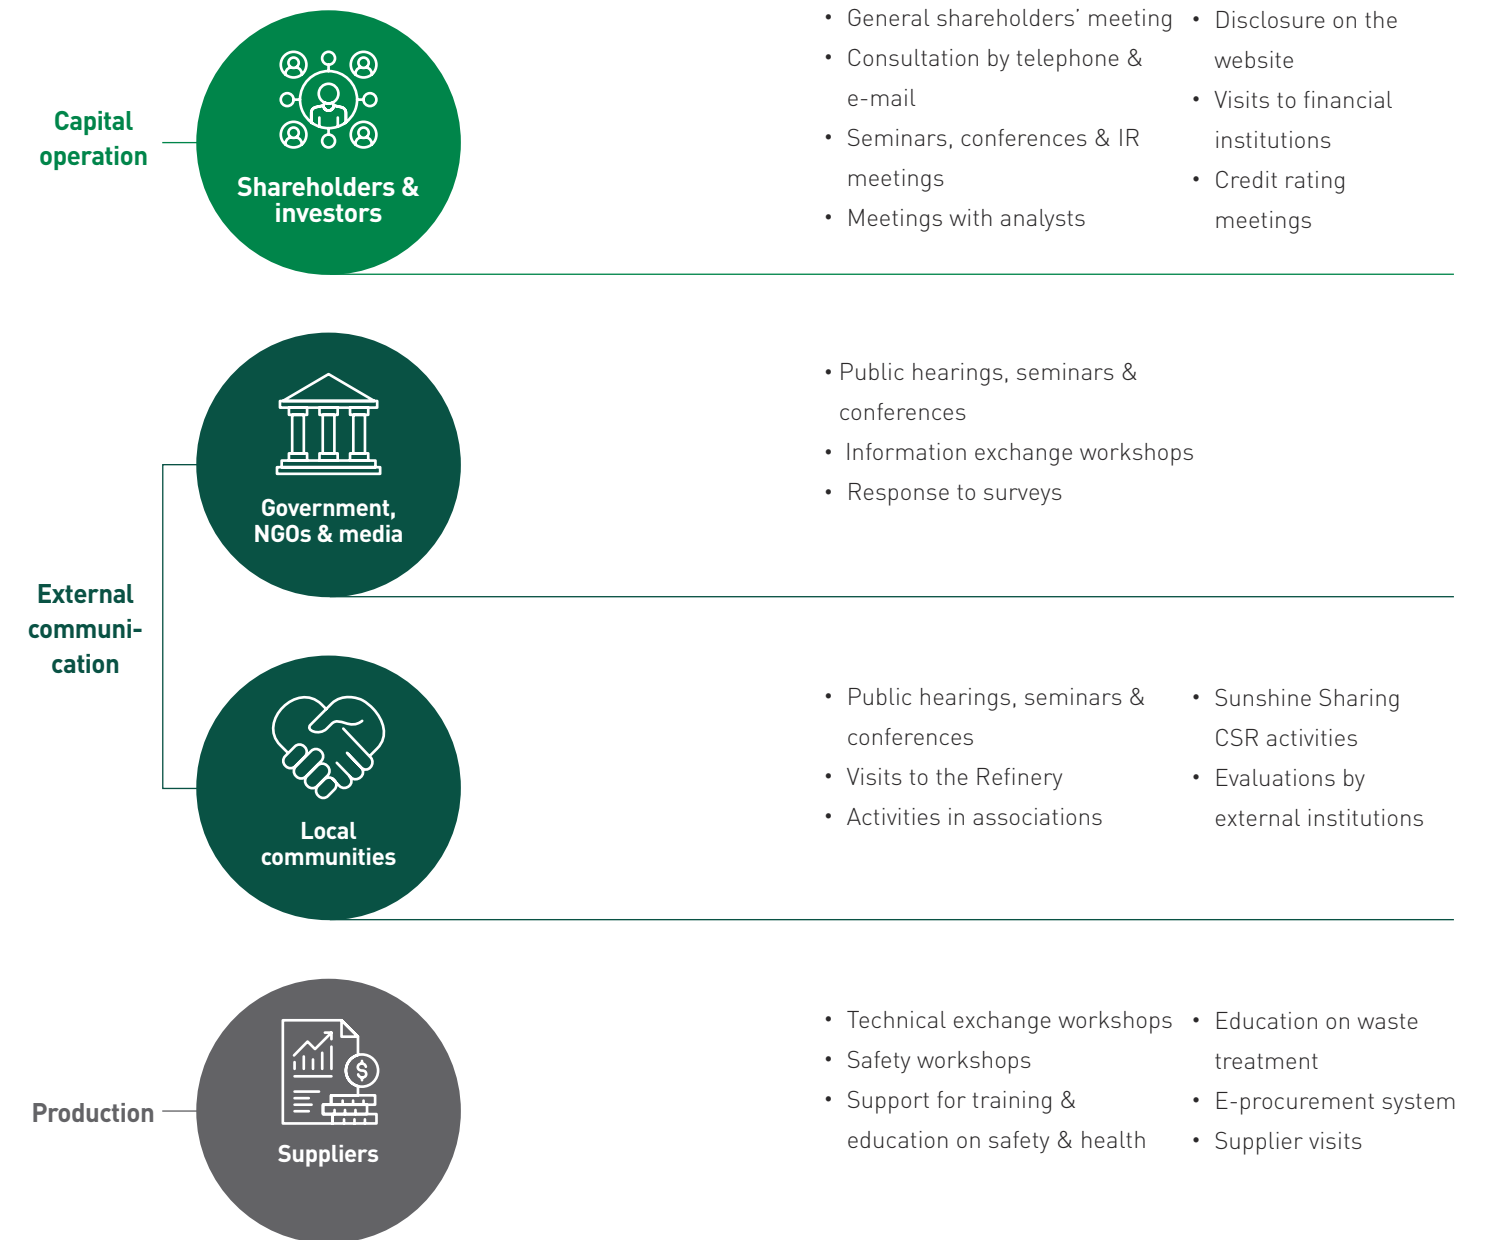 Capital
operation
Shareholders &
investors
• General shareholders’ meeting
• Consultation by telephone &
e-mail
• Seminars, conferences & IR
meetings
• Meetings with analysts
• Disclosure on the
website
• Visits to financial
institutions
• Credit rating
meetings
External
communi-
cation
Government,
NGOs & media
• Public hearings, seminars &
conferences
• Information exchange workshops
• Response to surveys
Local
communities
• Public hearings, seminars &
conferences
• Visits to the Refinery
• Activities in associations
• Sunshine Sharing
CSR activities
• Evaluations by
external institutions
Production
$
Suppliers
• Technical exchange workshops
• Safety workshops
• Support for training &
education on safety & health
• Education on waste
treatment
• E-procurement system
• Supplier visits